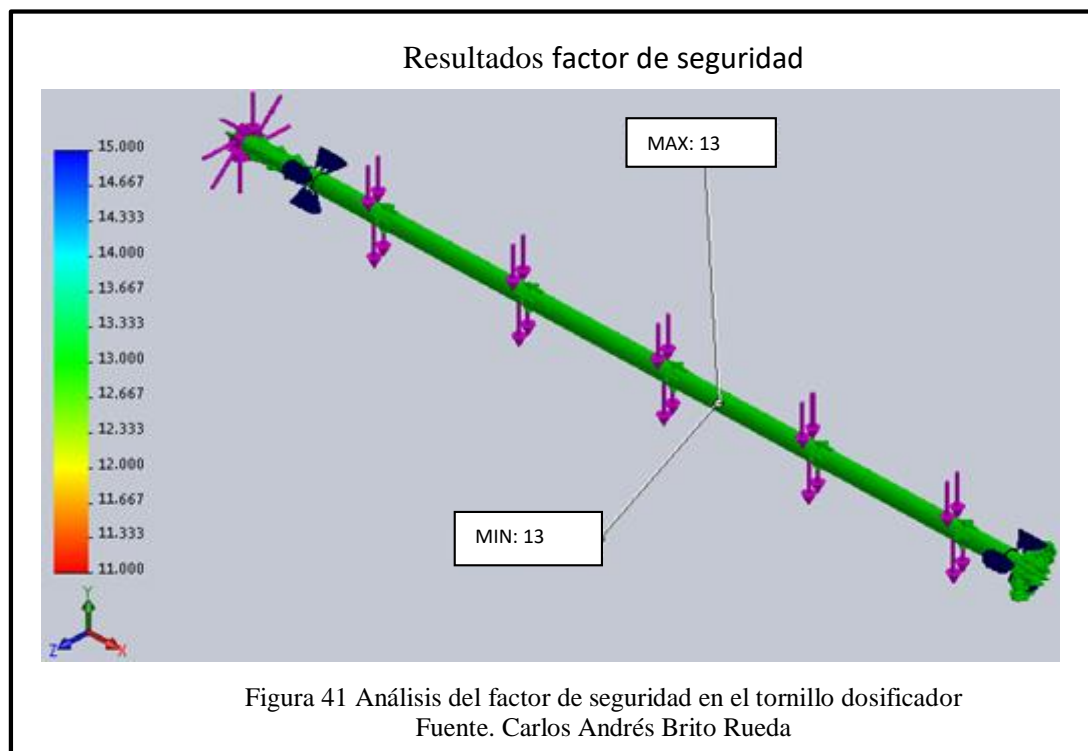 Resultados factor de seguridad
MAX: 13
15.000
14.667
14.333
14.000
13.667
13.333
13.000
12.667
12.333
12.000
11.667
11.333
11.000
MIN: 13
Y
Z
X
Figura 41 Análisis del factor de seguridad en el tornillo dosificador
Fuente. Carlos Andrés Brito Rueda